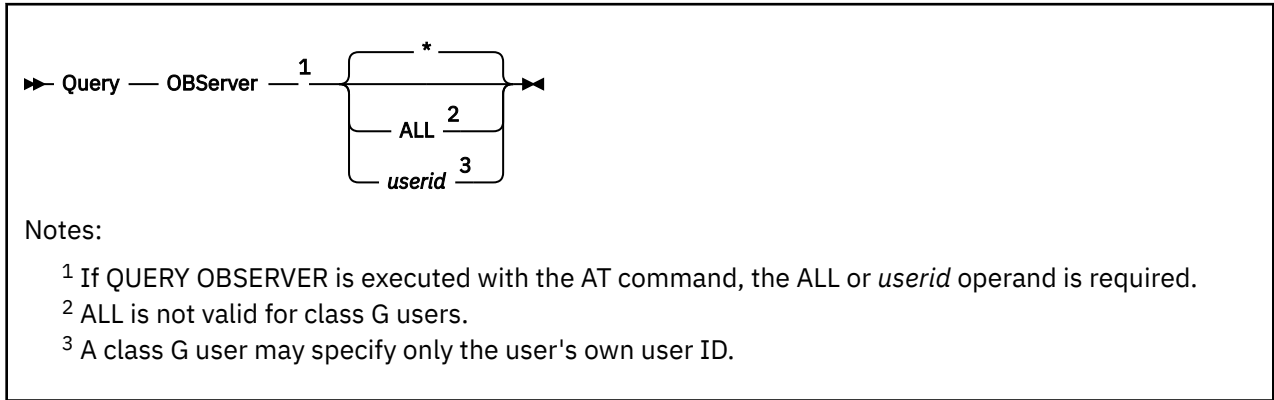 *
Query OBServer 1
ALL 2
userid 3
Notes:
1 If QUERY OBSERVER is executed with the AT command, the ALL or userid operand is required.
2 ALL is not valid for class G users.
3 A class G user may specify only the user's own user ID.